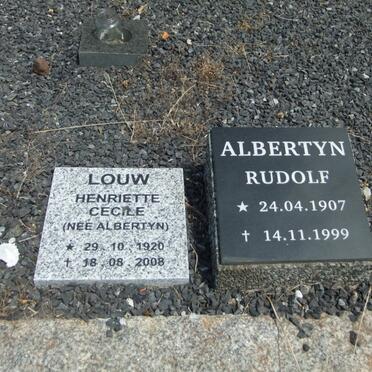 LOUW
HENRIETTE
CECILE
(NEE ALBERTYN)
★ 29.10.1920
† 18.08.2008
ALBERTYN
RUDOLF
★ 24.04.1907
† 14.11.1999